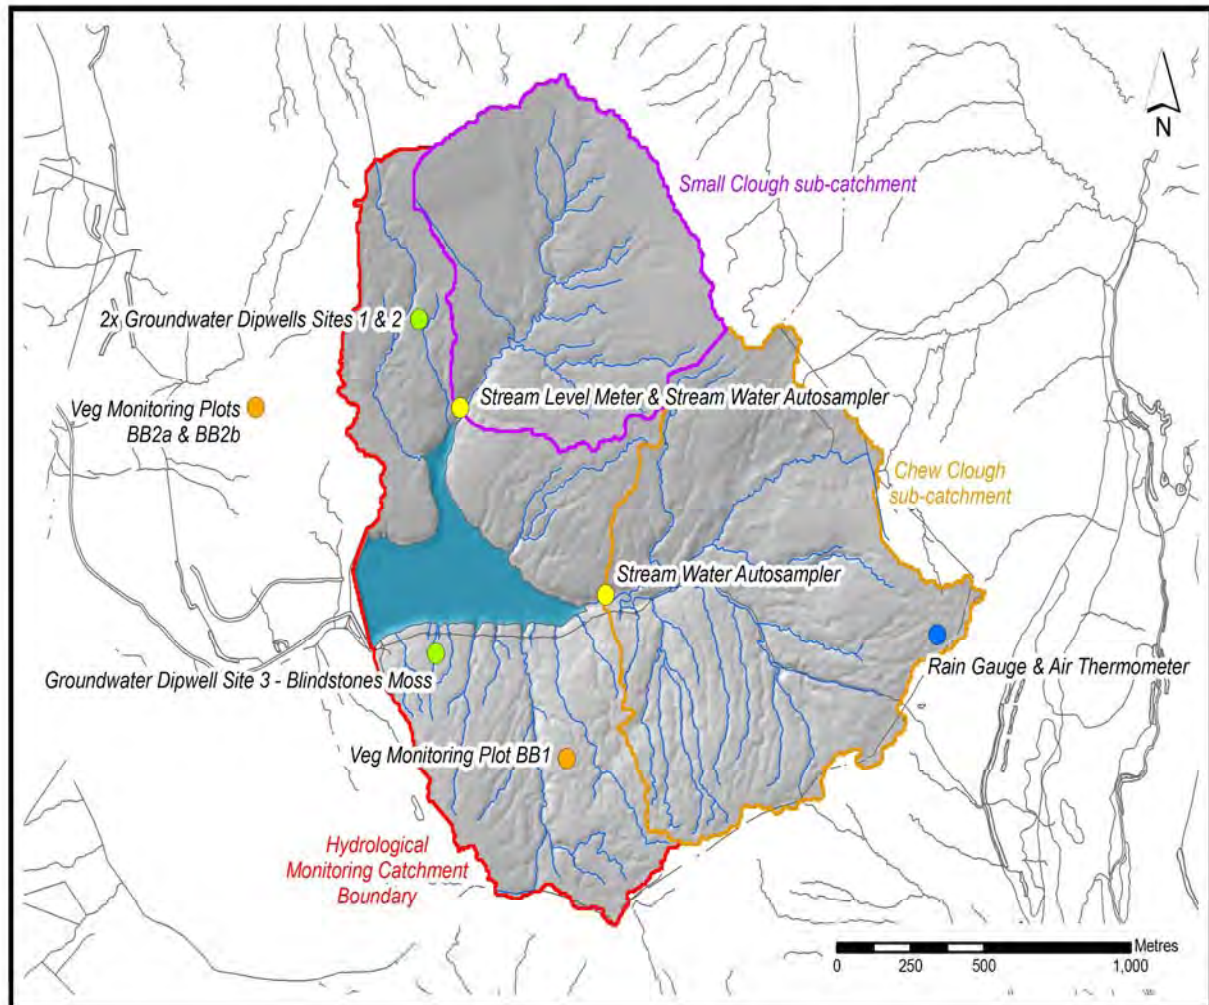 N
Small Clough sub-catchment
2x Groundwater Dipwells Sites 1 & 2
Veg Monitoring Plots
BB2a & BB2b
Stream Level Meter & Stream Water Autosampler
Chew Clough
sub-catchment
Stream Water Autosampler
Rain Gauge & Air Thermometer
Groundwater Dipwell Site 3 - Blindstones Moss
Veg Monitoring Plot BB1
Hydrological
Monitoring Catchment
Boundary
Metres
0 250 500 1,000